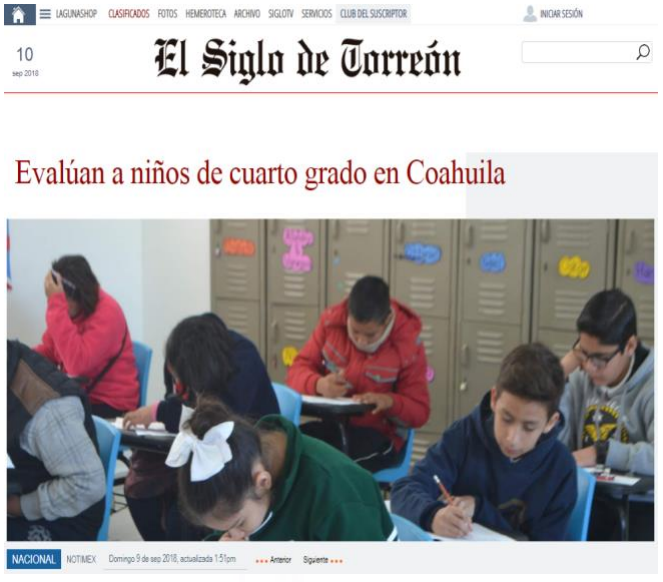 LAGUNASHOP CLASIFICADOS FOTOS HEMEROTECA ARCHIVO SIGLOTV SERVICIOS CLUB DEL SUSCRIPTOR INICIAR SESIÓN
10
sep 2018
El Siglo de Torreón
Evalúan a niños de cuarto grado en Coahuila
NACIONAL NOTIMEX Domingo 9 de sep 2018, actualizada 1:51pm Anterior Siguiente